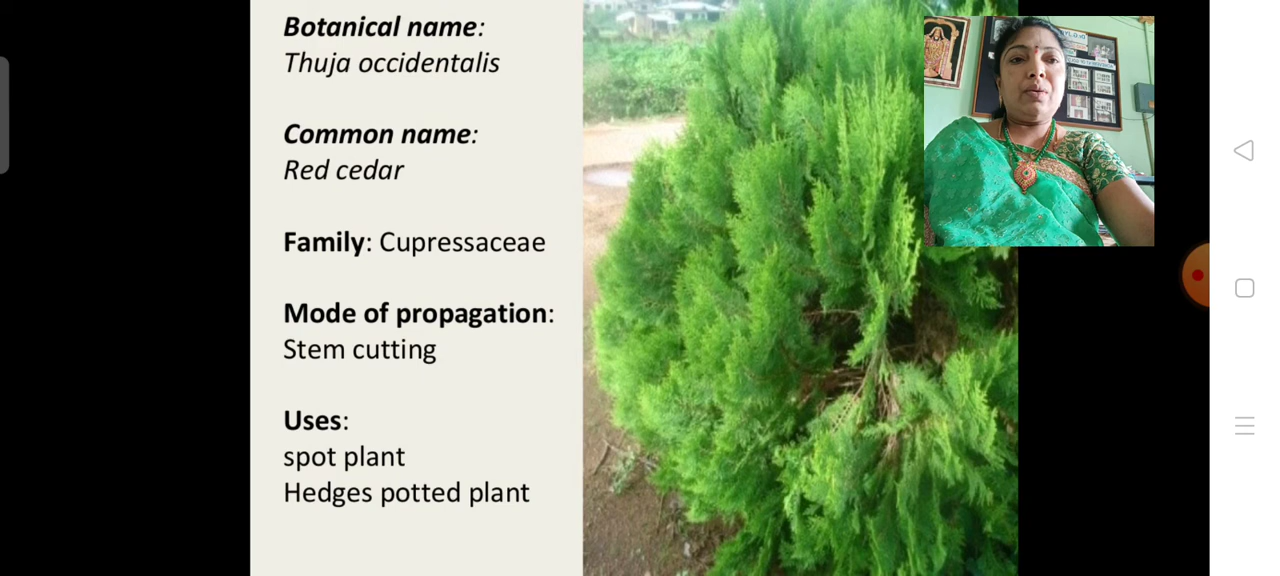 Botanical name:
Thuja occidentalis
Common name:
Red cedar
Family: Cupressaceae
Mode of propagation:
Stem cutting
Uses:
spot plant
Hedges potted plant